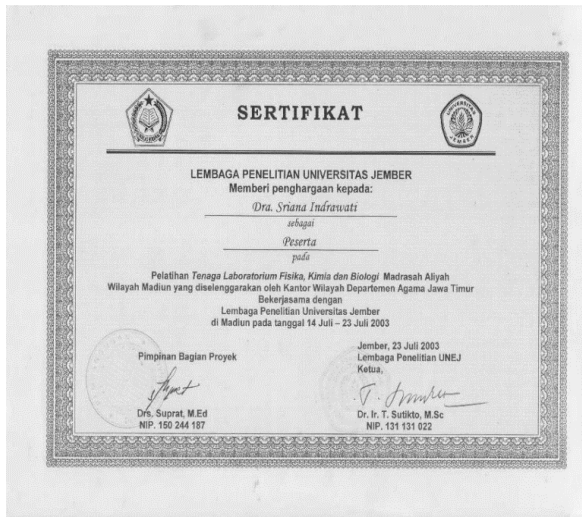 SERTIFIKAT
UNIVERSITAS
JEMBER
LEMBAGA PENELITIAN UNIVERSITAS JEMBER
Memberi penghargaan kepada:
Dra. Sriana Indrawati
sebagai
Peserta
pada
Pelatihan Tenaga Laboratorium Fisika, Kimia dan Biologi Madrasah Aliyah
Wilayah Madiun yang diselenggarakan oleh Kantor Wilayah Departemen Agama Jawa Timur
Bekerjasama dengan
Lembaga Penelitian Universitas Jember
di Madiun pada tanggal 14 Juli – 23 Juli 2003
Pimpinan Bagian Proyek
Drs. Suprat, M.Ed
NIP. 150 244 187
Jember, 23 Juli 2003
Lembaga Penelitian UNEJ
Ketua,
Dr. Ir. T. Sutikto, M.Sc
NIP. 131 131 022